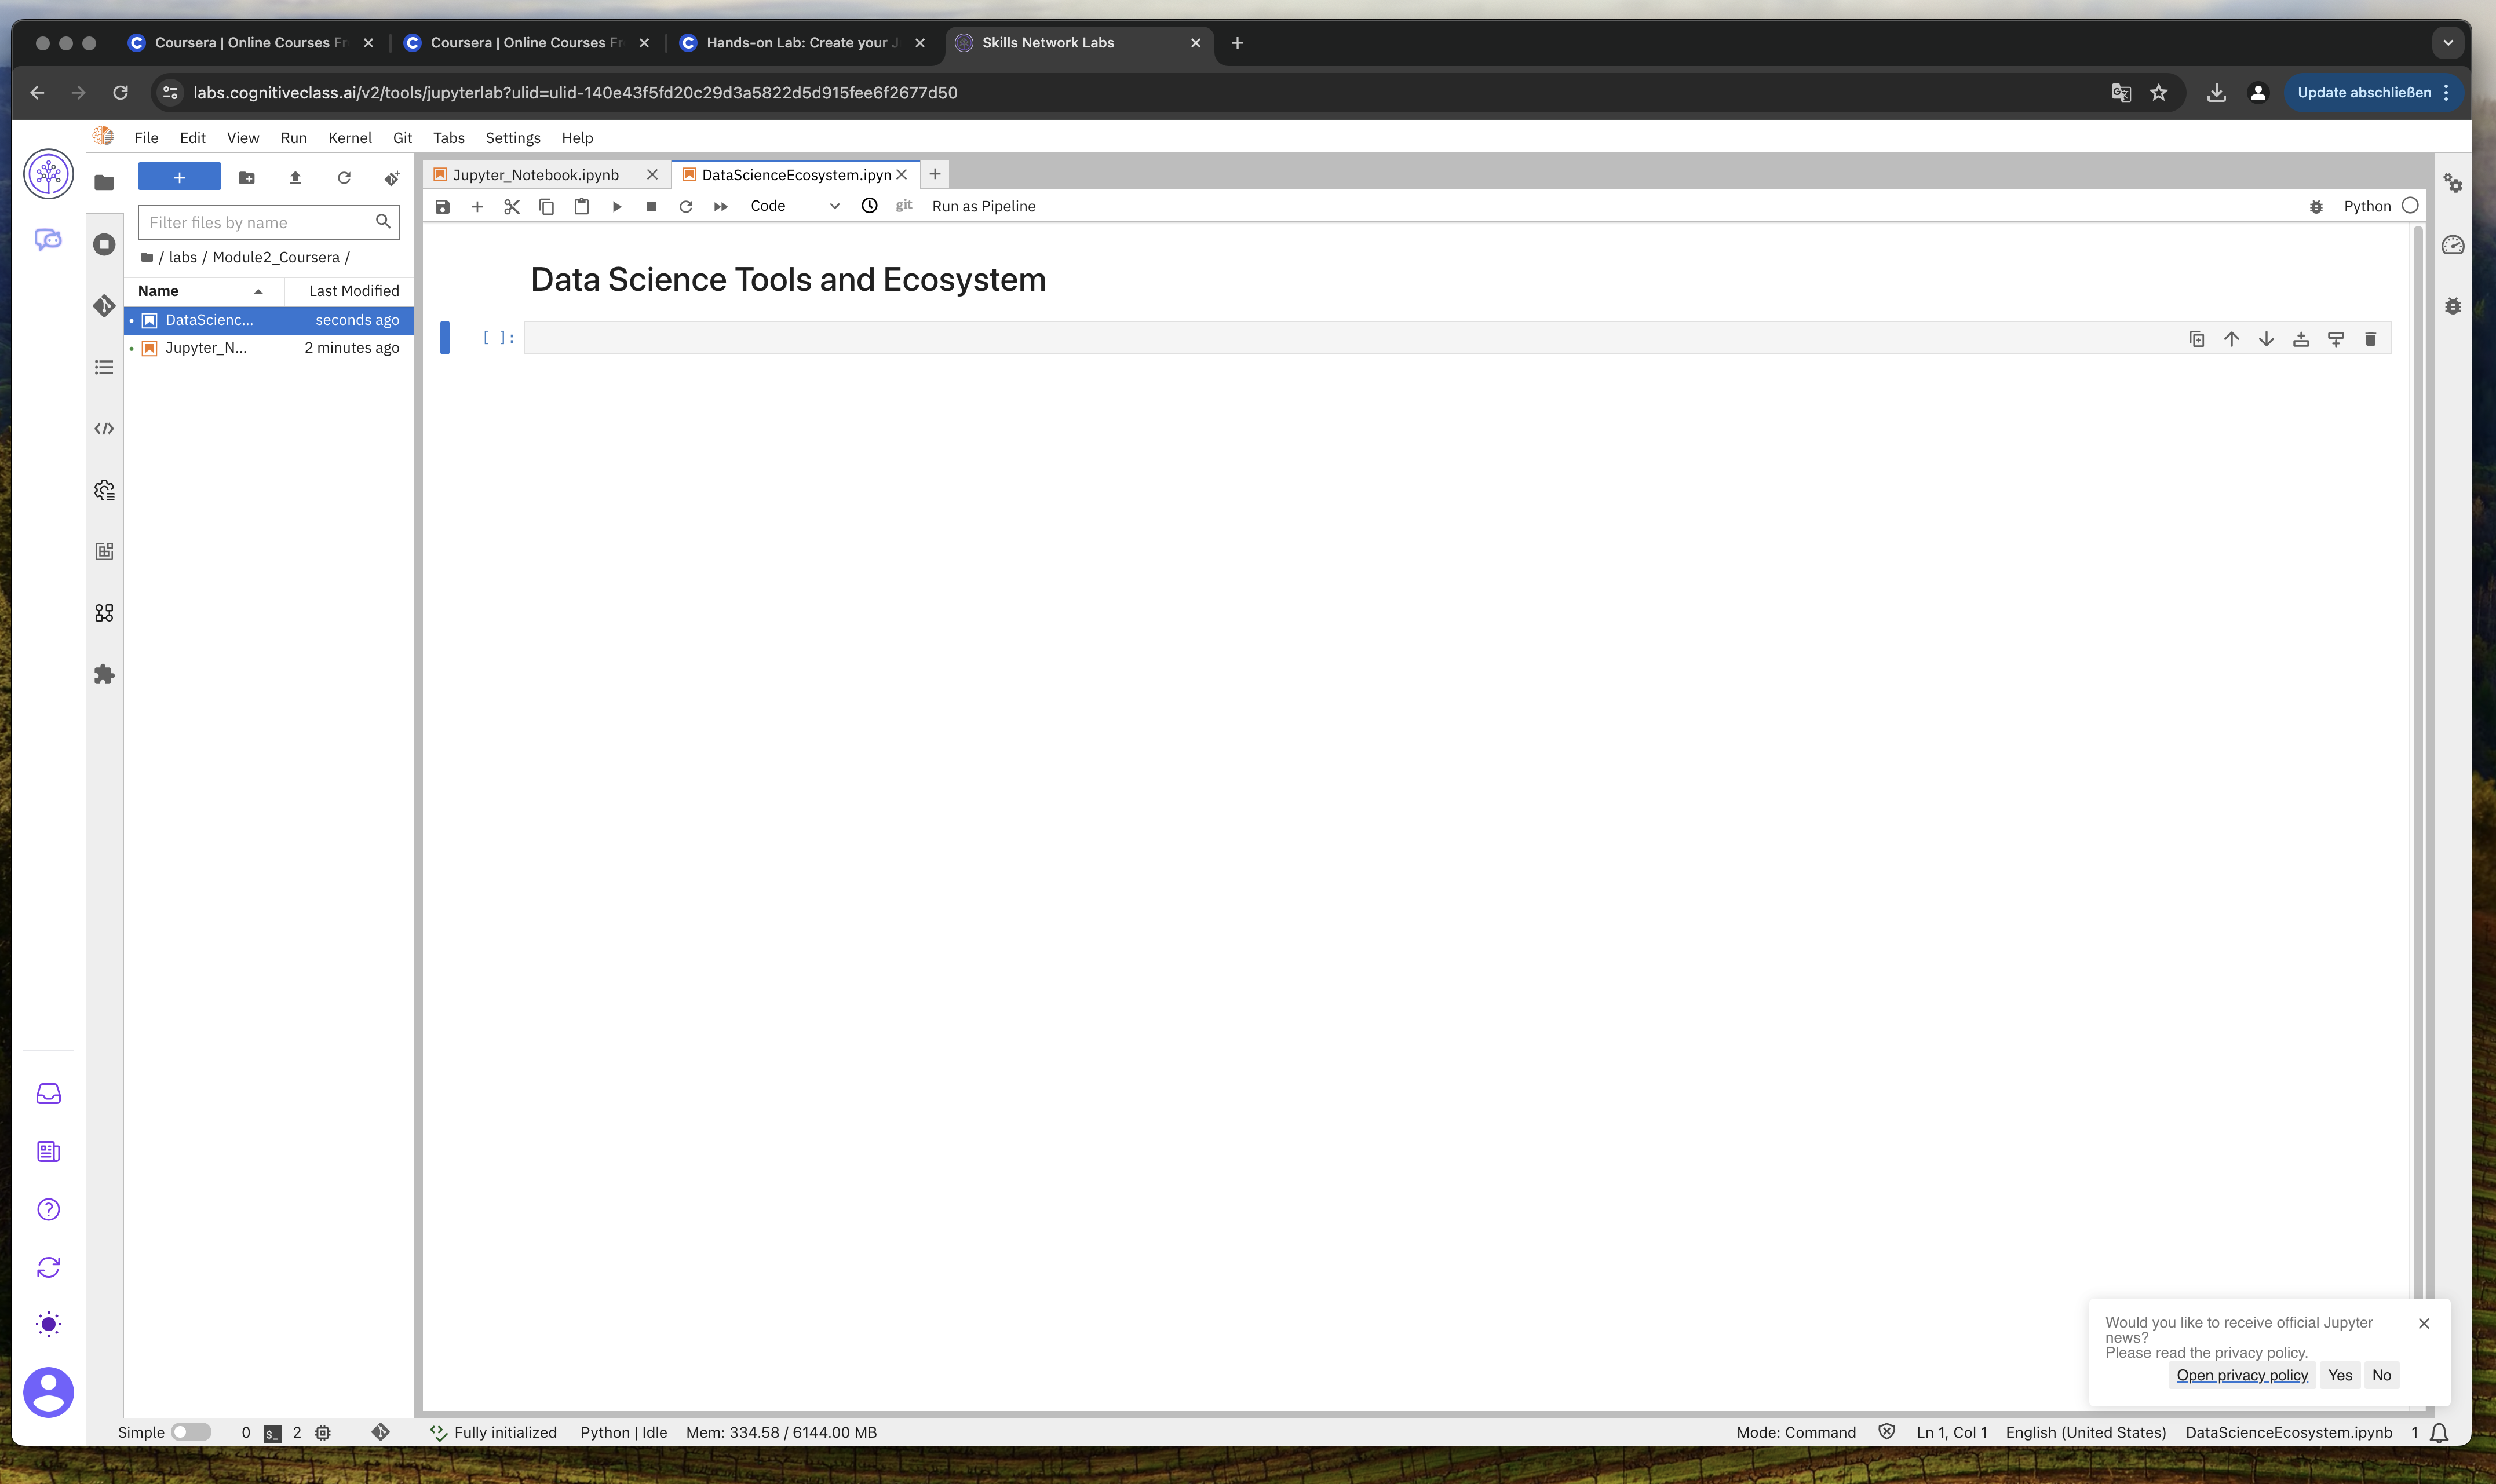 Coursera | Online Courses Fr
Coursera | Online Courses Fr
Hands-on Lab: Create your J
Skills Network Labs
labs.cognitiveclass.ai/v2/tools/jupyterlab?ulid=ulid-140e43f5fd20c29d3a5822d5d915fee6f2677d50
Update abschließen
File Edit View Run Kernel Git Tabs Settings Help
Jupyter_Notebook.ipynb
DataScienceEcosystem.ipyn
Filter files by name
/ labs / Module2_Coursera /
Name Last Modified
DataScienc... seconds ago
Jupyter_N... 2 minutes ago
Code
git
Run as Pipeline
Python
Data Science Tools and Ecosystem
[ ]:
Would you like to receive official Jupyter
news?
Please read the privacy policy.
Open privacy policy Yes No
Simple 0 $_ 2 Fully initialized Python | Idle Mem: 334.58 / 6144.00 MB Mode: Command Ln 1, Col 1 English (United States) DataScienceEcosystem.ipynb 1